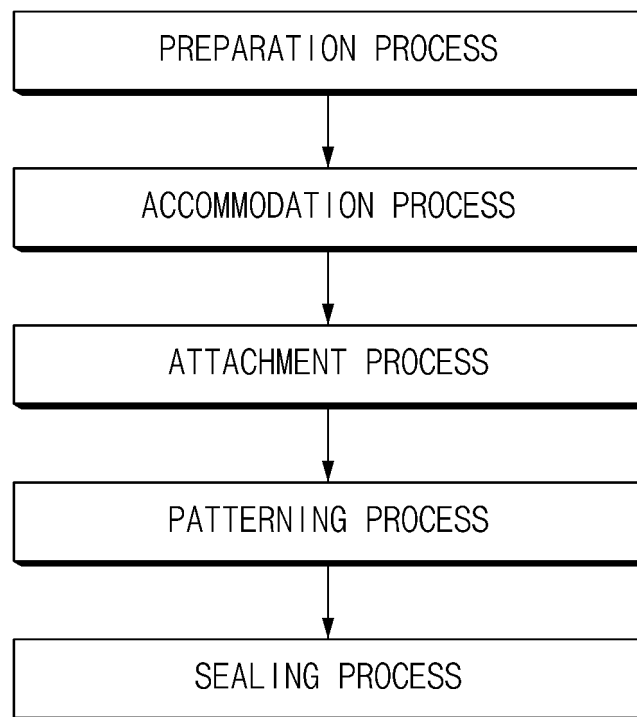 PREPARATION PROCESS
ACCOMMODATION PROCESS
ATTACHMENT PROCESS
PATTERNING PROCESS
SEALING PROCESS